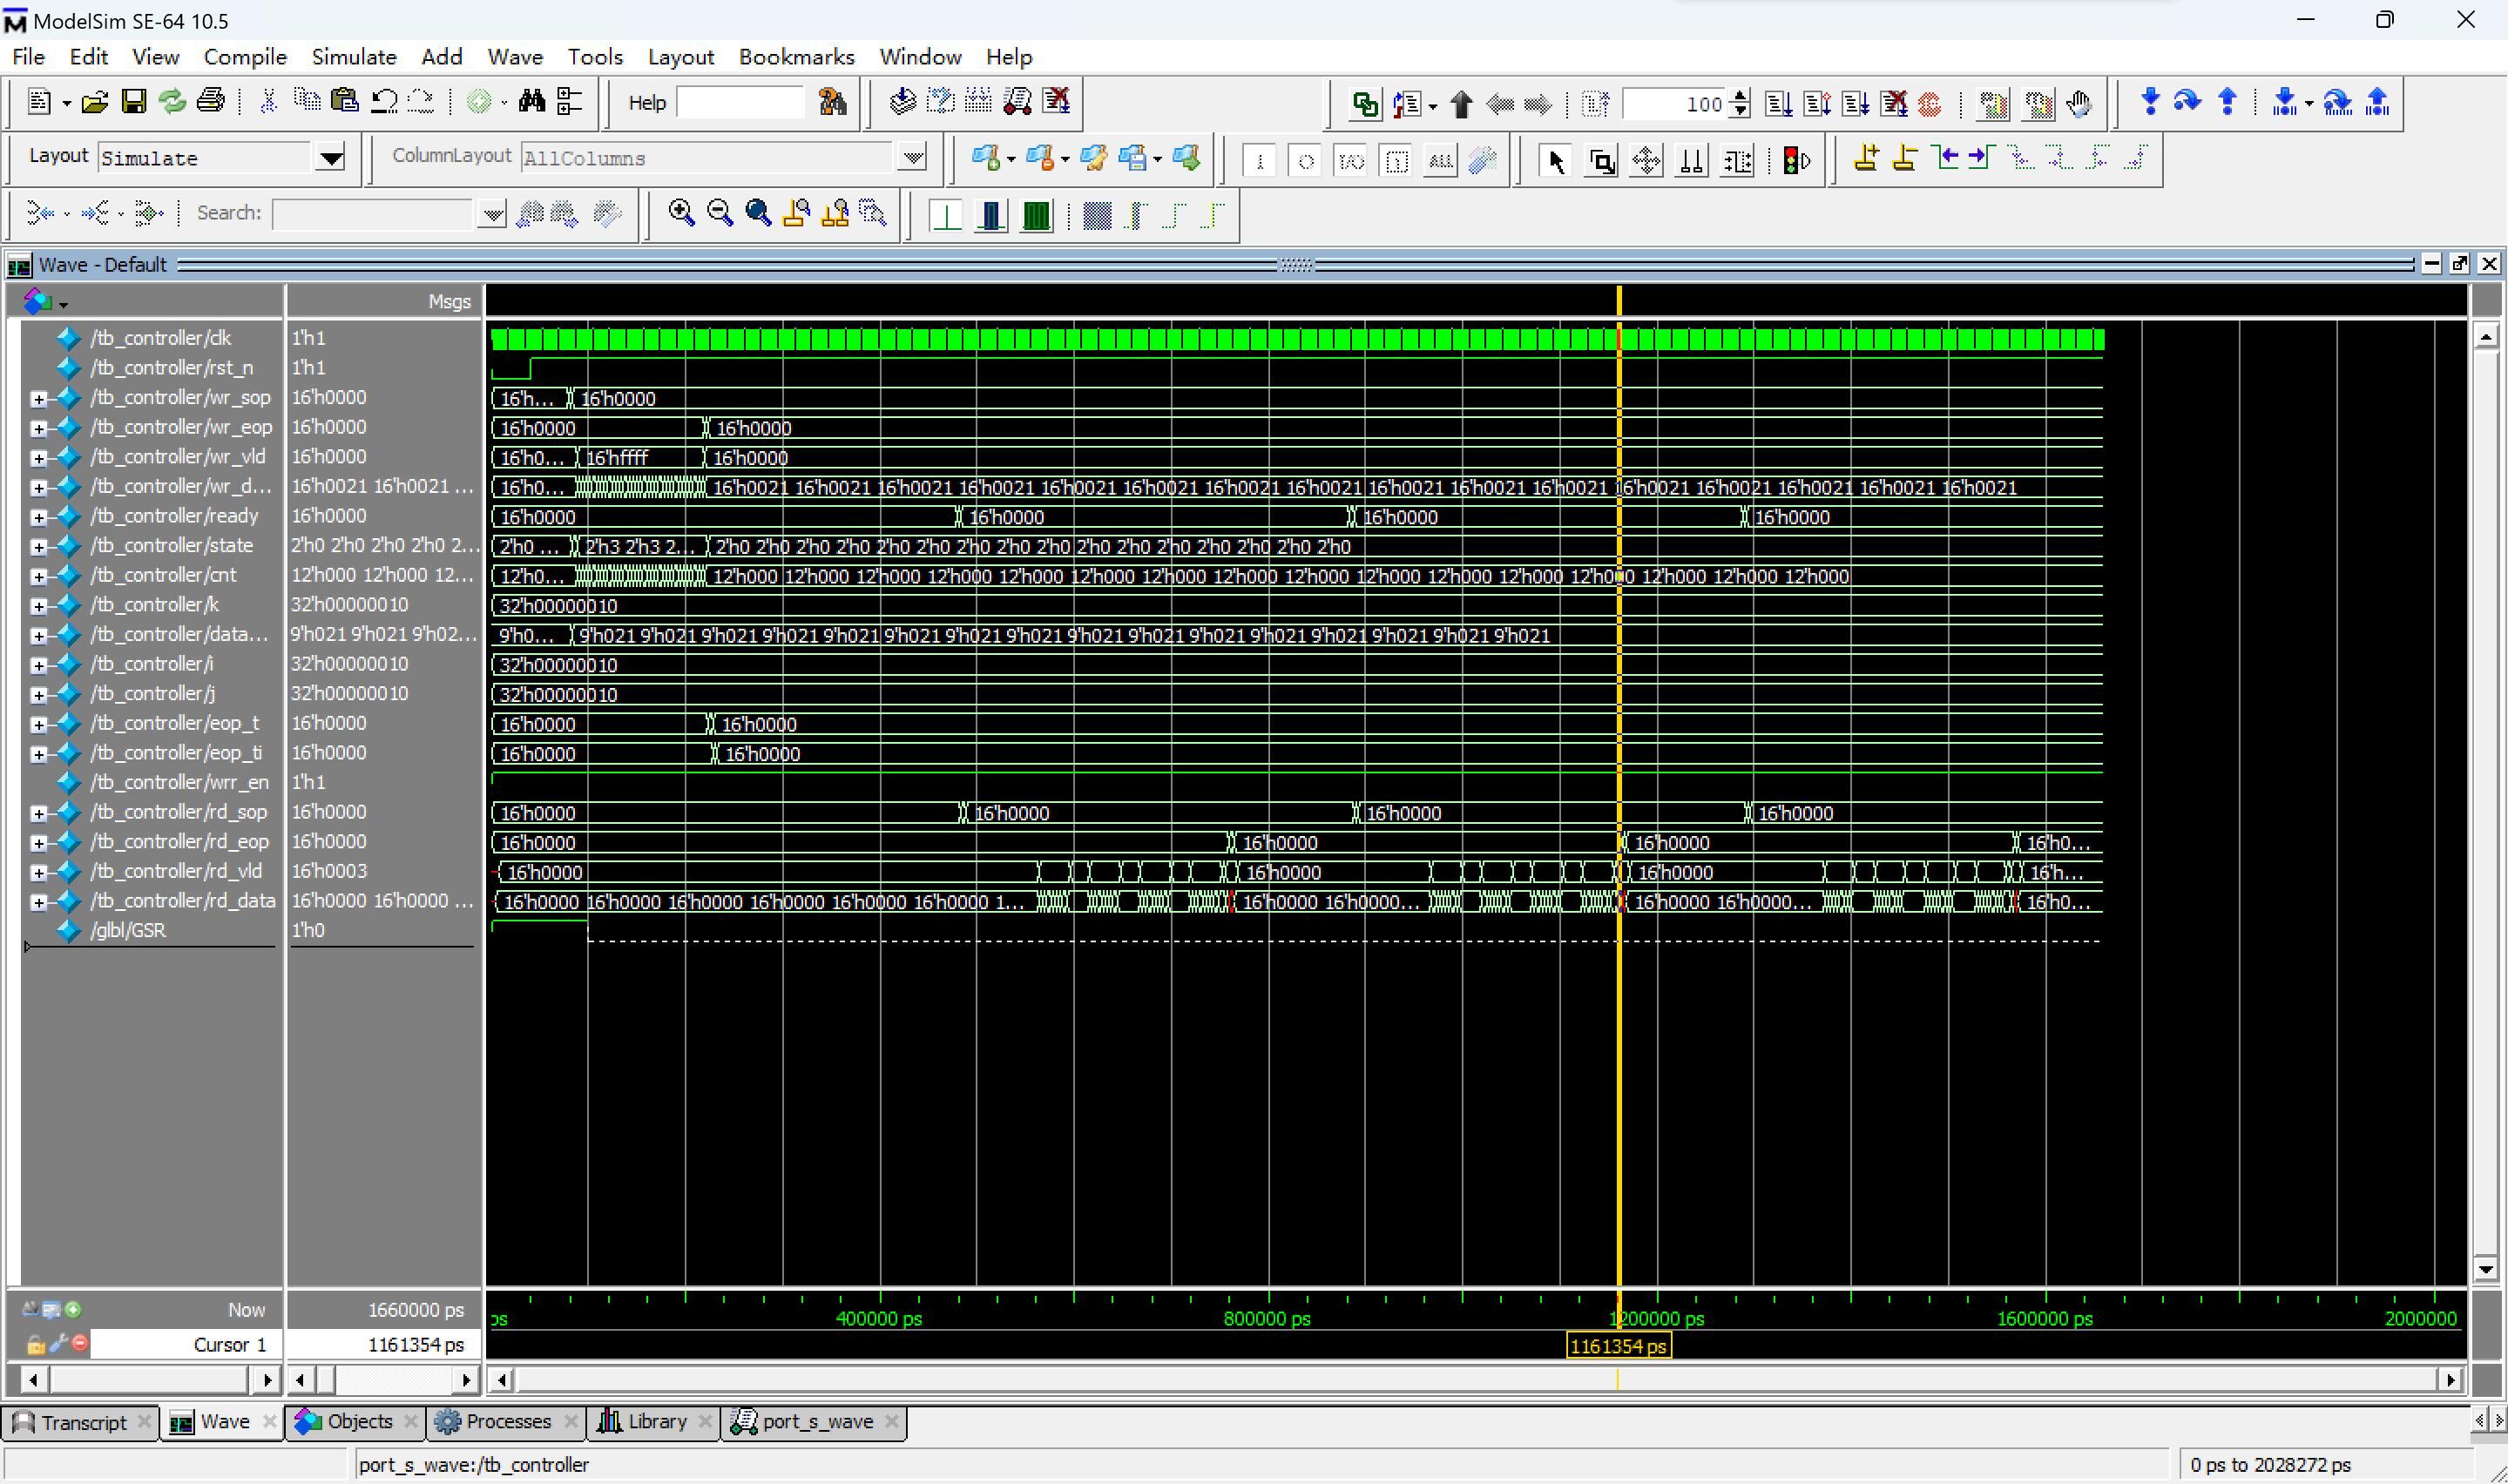 ModelSim SE-64 10.5
File Edit View Compile Simulate Add Wave Tools Layout Bookmarks Window Help
Help 100
Layout Simulate ColumnLayout AllColumns
Search:
Wave - Default
Msgs
/tb_controller/clk 1'h1
/tb_controller/rst_n 1'h1
/tb_controller/wr_sop 16'h0000 16'h... 16'h0000
/tb_controller/wr_eop 16'h0000 16'h0000 16'h0000
/tb_controller/wr_vld 16'h0000 16'h0... 16'hffff 16'h0000
/tb_controller/wr_d... 16'h0021 16'h0021 ... 16'h0... 16'h0021 16'h0021 16'h0021 16'h0021 16'h0021 16'h0021 16'h0021 16'h0021 16'h0021 16'h0021 16'h0021 16'h0021 16'h0021 16'h0021 16'h0021 16'h0021
/tb_controller/ready 16'h0000 16'h0000 16'h0000 16'h0000 16'h0000
/tb_controller/state 2'h0 2'h0 2'h0 2'h0 2... 2'h0 ... 2'h3 2'h3 2... 2'h0 2'h0 2'h0 2'h0 2'h0 2'h0 2'h0 2'h0 2'h0 2'h0 2'h0 2'h0 2'h0 2'h0 2'h0 2'h0
/tb_controller/cnt 12'h000 12'h000 12... 12'h0... 12'h000 12'h000 12'h000 12'h000 12'h000 12'h000 12'h000 12'h000 12'h000 12'h000 12'h000 12'h000 12'h000 12'h000 12'h000 12'h000
/tb_controller/k 32'h00000010 32'h00000010
/tb_controller/data... 9'h021 9'h021 9'h02... 9'h0... 9'h021 9'h021 9'h021 9'h021 9'h021 9'h021 9'h021 9'h021 9'h021 9'h021 9'h021 9'h021 9'h021 9'h021 9'h021 9'h021
/tb_controller/i 32'h00000010 32'h00000010
/tb_controller/j 32'h00000010 32'h00000010
/tb_controller/eop_t 16'h0000 16'h0000 16'h0000
/tb_controller/eop_ti 16'h0000 16'h0000 16'h0000
/tb_controller/wrr_en 1'h1
/tb_controller/rd_sop 16'h0000 16'h0000 16'h0000 16'h0000 16'h0000
/tb_controller/rd_eop 16'h0000 16'h0000 16'h0000 16'h0000 16'h0...
/tb_controller/rd_vld 16'h0003 16'h0000 16'h0000 16'h0000 16'h...
/tb_controller/rd_data 16'h0000 16'h0000 ... 16'h0000 16'h0000 16'h0000 16'h0000 16'h0000 16'h0000 1... 16'h0000 16'h0000... 16'h0000 16'h0000... 16'h0...
/glbl/GSR 1'h0
Now 1660000 ps ps 400000 ps 800000 ps 1200000 ps 1600000 ps 2000000
Cursor 1 1161354 ps 1161354 ps
Transcript Wave Objects Processes Library port_s_wave
port_s_wave:/tb_controller 0 ps to 2028272 ps